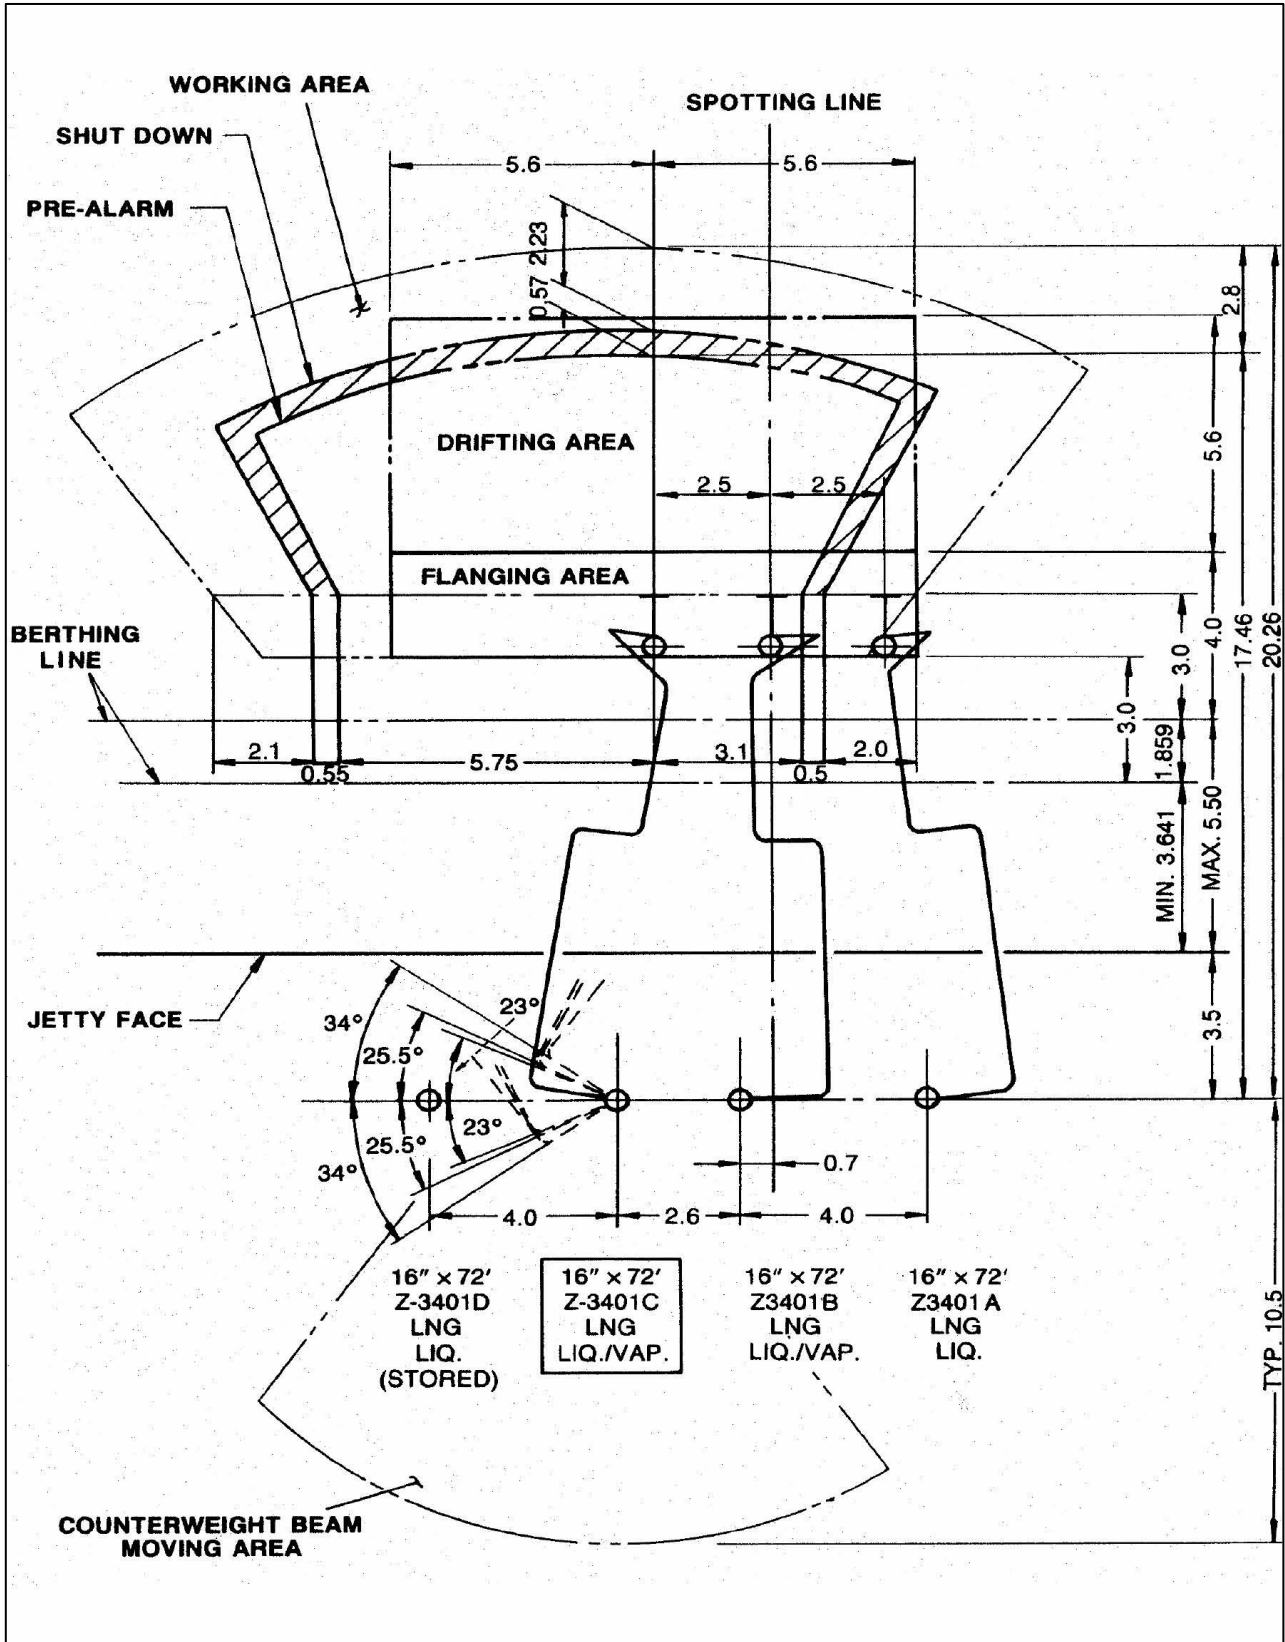 WORKING AREA
SPOTTING LINE
SHUT DOWN
5.6
5.6
PRE-ALARM
2.23
0.57
2.8
DRIFTING AREA
5.6
2.5
2.5
FLANGING AREA
BERTHING
LINE
4.0
3.0
17.46
20.26
3.0
2.1
0.55
5.75
3.1
0.5
2.0
1.859
MIN. 3.641
MAX. 5.50
JETTY FACE
34°
23°
25.5°
3.5
25.5°
23°
34°
0.7
4.0
2.6
4.0
16" x 72'
Z-3401D
LNG
LIQ.
(STORED)
16" x 72'
Z-3401C
LNG
LIQ./VAP.
16" x 72'
Z3401B
LNG
LIQ./VAP.
16" x 72'
Z3401A
LNG
LIQ.
TYP. 10.5
COUNTERWEIGHT BEAM
MOVING AREA